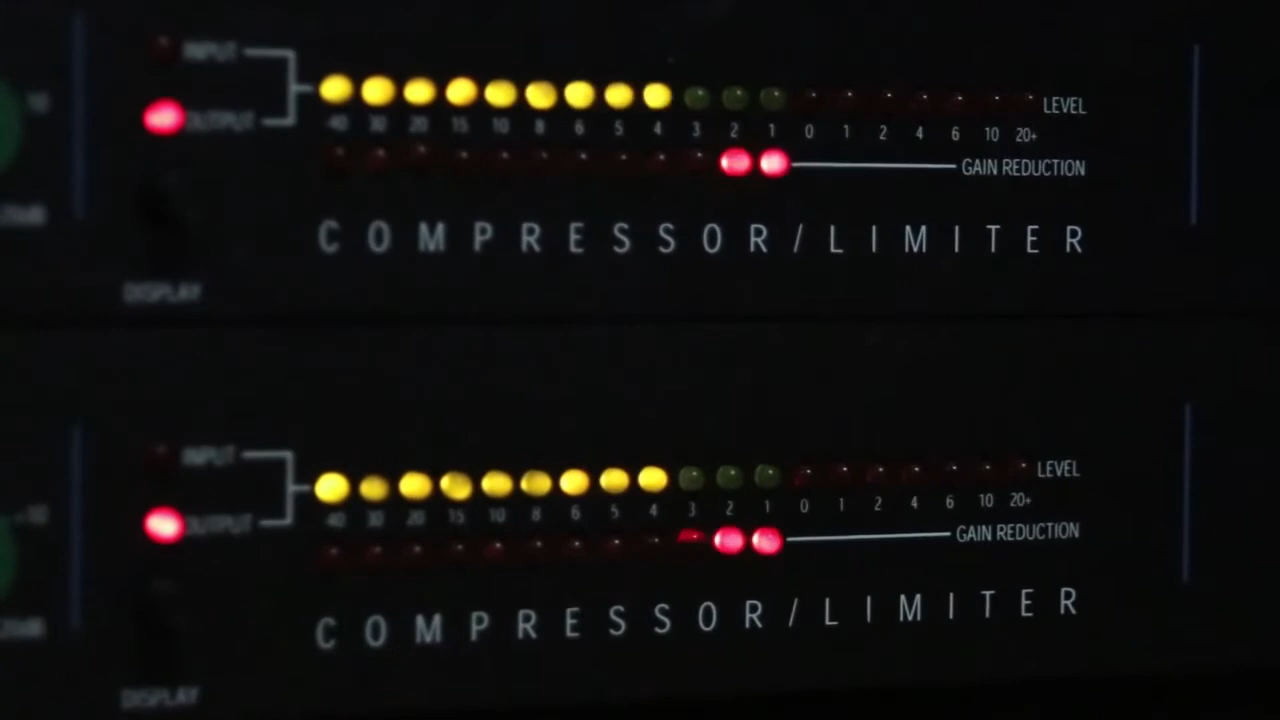 INPUT
10
LEVEL
OUTPUT
40 30 20 15 10 8 6 5 4 3 2 1 0 1 2 4 6 10 20+
GAIN REDUCTION
COMPRESSOR/LIMITER
DISPLAY
INPUT
LEVEL
10
OUTPUT
40 30 20 15 10 8 6 5 4 3 2 1 0 1 2 4 6 10 20+
GAIN REDUCTION
COMPRESSOR/LIMITER
DISPLAY